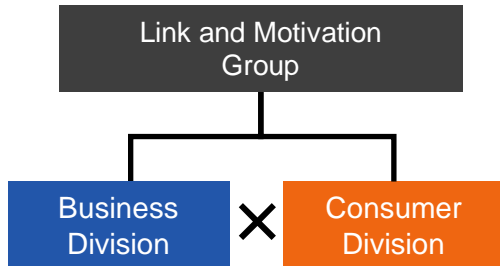 Link and Motivation
Group
Business
Division
×
Consumer
Division